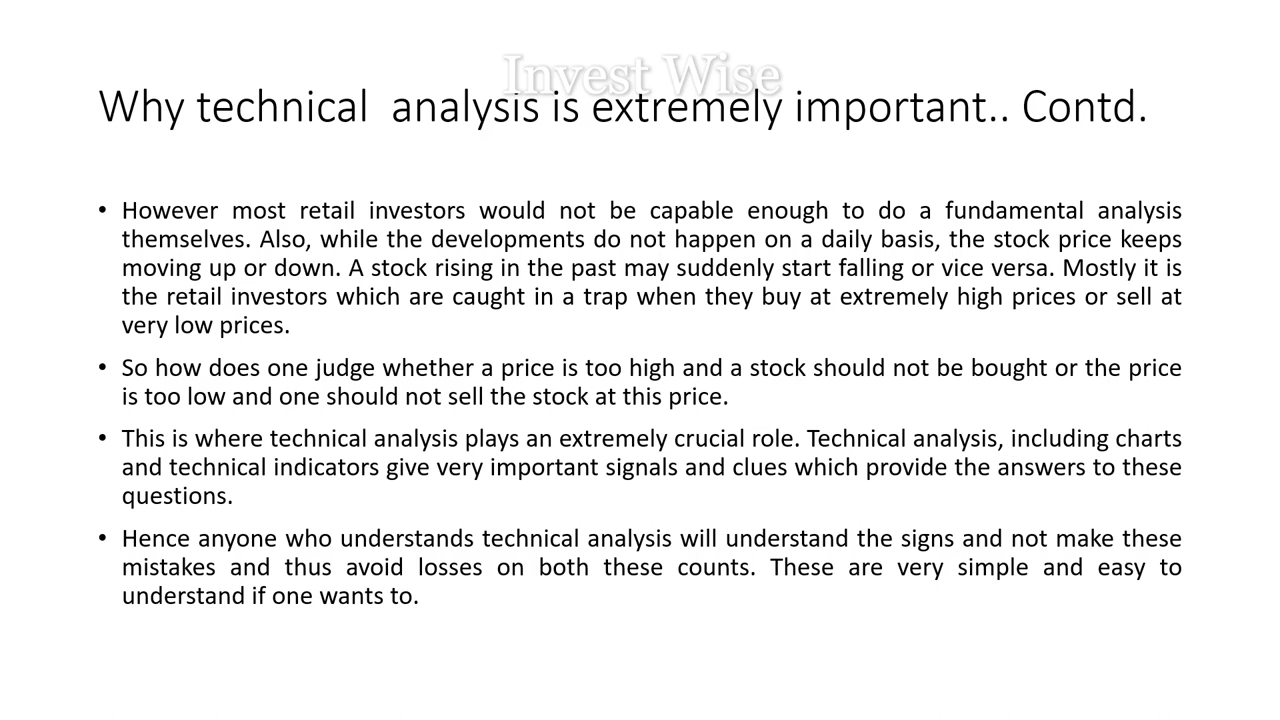 Invest Wise
Why technical  analysis is extremely important.. Contd.
• However most retail investors would not be capable enough to do a fundamental analysis
themselves. Also, while the developments do not happen on a daily basis, the stock price keeps
moving up or down. A stock rising in the past may suddenly start falling or vice versa. Mostly it is
the retail investors which are caught in a trap when they buy at extremely high prices or sell at
very low prices.
• So how does one judge whether a price is too high and a stock should not be bought or the price
is too low and one should not sell the stock at this price.
• This is where technical analysis plays an extremely crucial role. Technical analysis, including charts
and technical indicators give very important signals and clues which provide the answers to these
questions.
• Hence anyone who understands technical analysis will understand the signs and not make these
mistakes and thus avoid losses on both these counts. These are very simple and easy to
understand if one wants to.